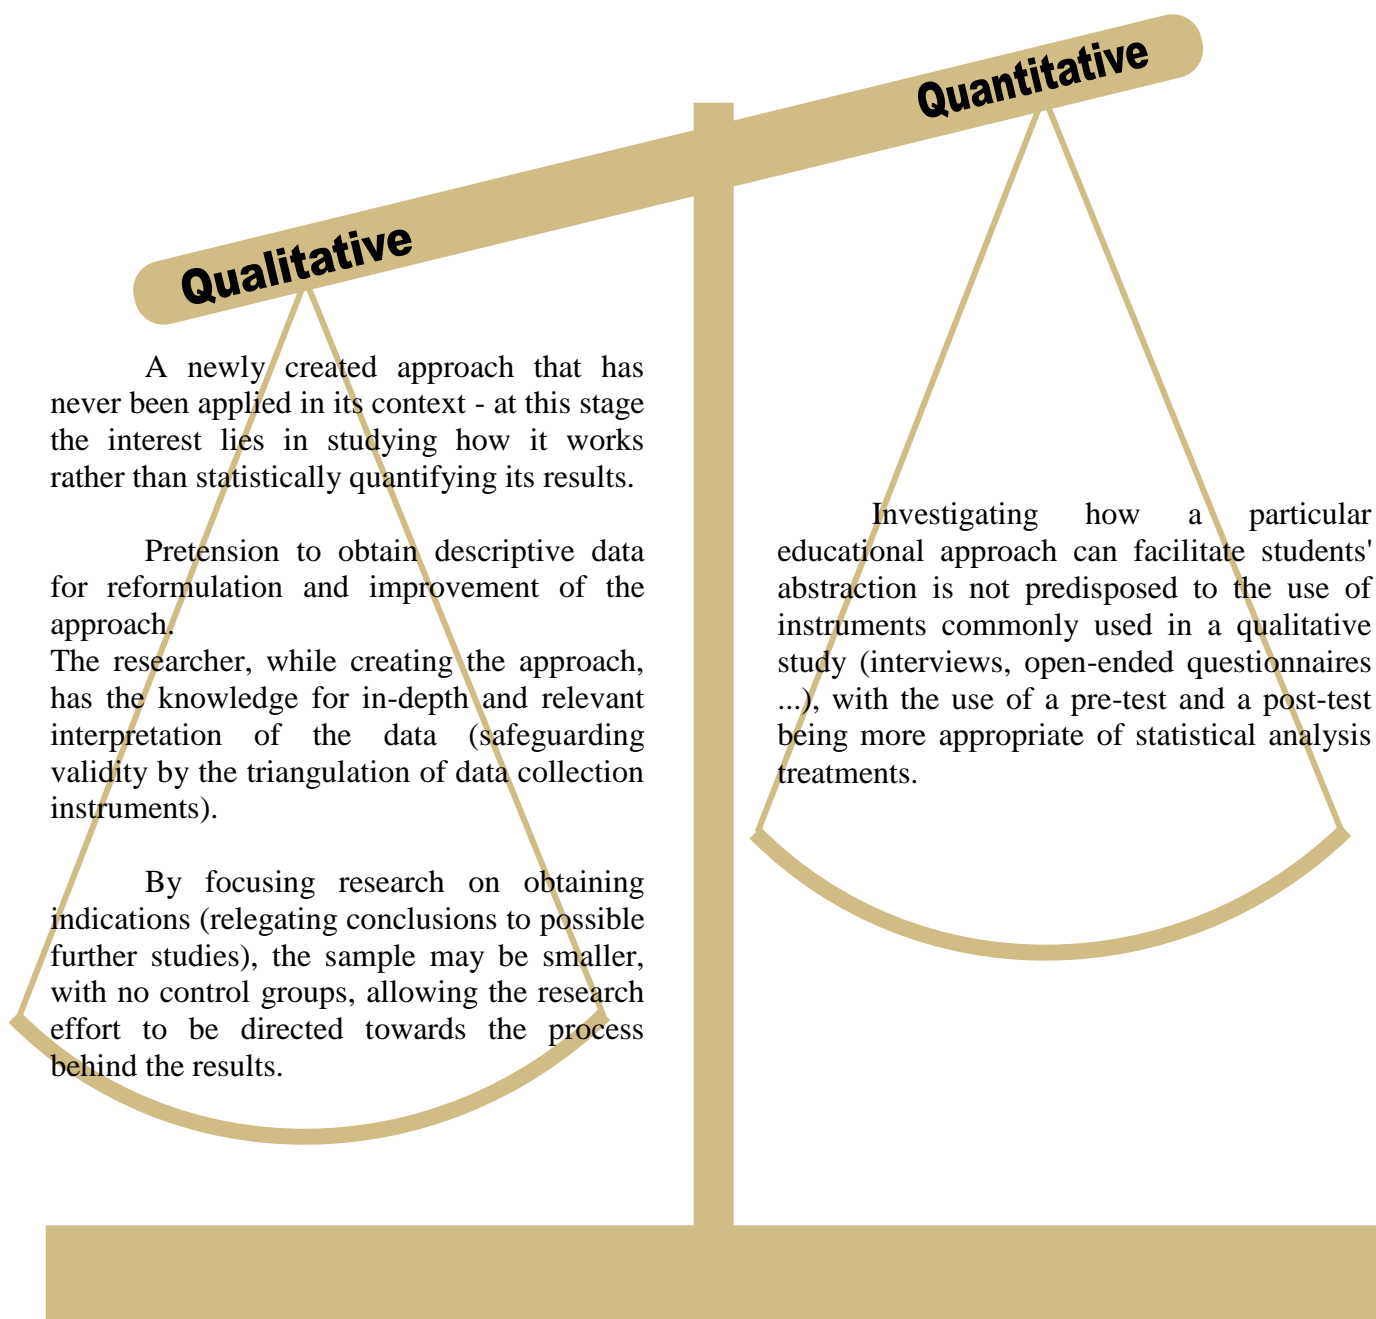 Quantitative
Qualitative
A newly created approach that has
never been applied in its context - at this stage
the interest lies in studying how it works
rather than statistically quantifying its results.
Pretension to obtain descriptive data
for reformulation and improvement of the
approach.
The researcher, while creating the approach,
has the knowledge for in-depth and relevant
interpretation of the data (safeguarding
validity by the triangulation of data collection
instruments).
By focusing research on obtaining
indications (relegating conclusions to possible
further studies), the sample may be smaller,
with no control groups, allowing the research
effort to be directed towards the process
behind the results.
Investigating how a particular
educational approach can facilitate students'
abstraction is not predisposed to the use of
instruments commonly used in a qualitative
study (interviews, open-ended questionnaires
...), with the use of a pre-test and a post-test
being more appropriate of statistical analysis
treatments.